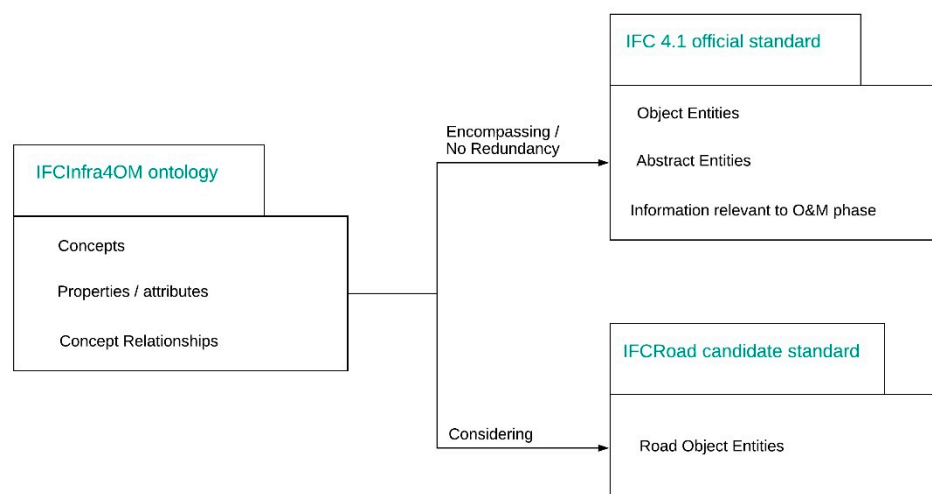 IFCInfra4OM ontology
Concepts
Properties / attributes
Concept Relationships
Encompassing /
No Redundancy
Considering
IFC 4.1 official standard
Object Entities
Abstract Entities
Information relevant to O&M phase
IFCRoad candidate standard
Road Object Entities